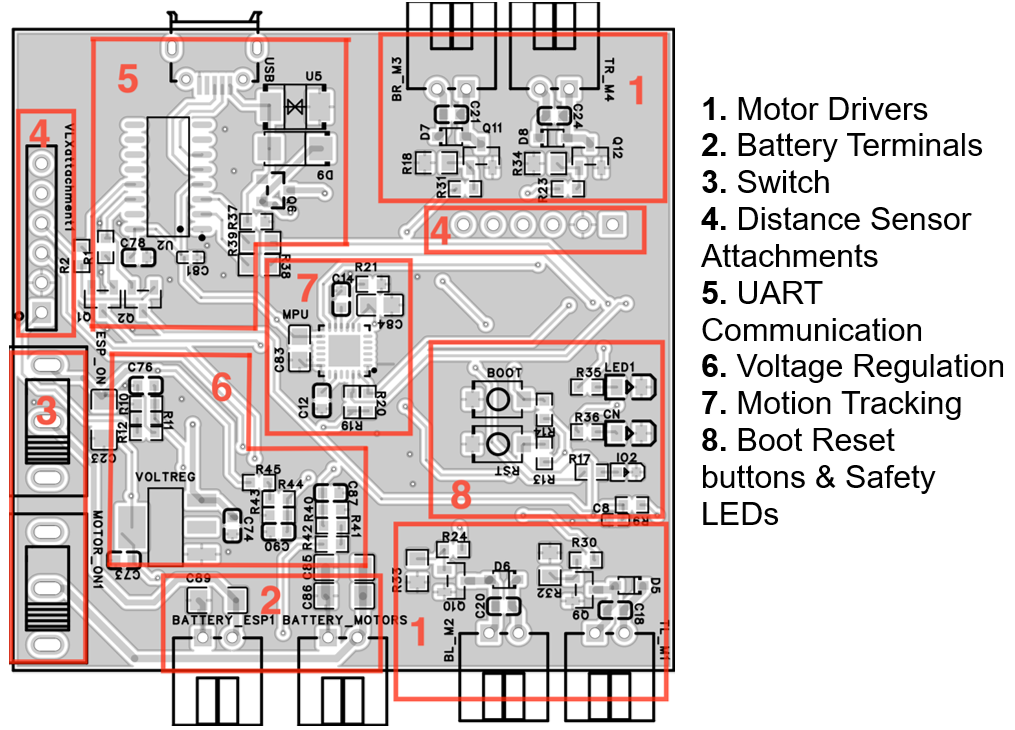 BR_M3
TR_M4
USB
U5
5
1
1. Motor Drivers
C21
C24
2. Battery Terminals
4
VLXattachment1
D7
Q11
D8
Q12
3. Switch
R18
R34
D9
R31
R23
4. Distance Sensor
Attachments
Q6
R37
4
U2
R39
C78
R2
R1
C81
R38
7
R21
5. UART
C14
Communication
Q1
Q2
MPU
C84
ESP_ON
C83
6. Voltage Regulation
C76
6
BOOT
R35
LED1
3
R10
R11
C12
R20
7. Motion Tracking
R12
R19
R36
CN
R14
8. Boot Reset
C23
RST
R17
IO2
buttons & Safety
VOLTREG
R45
R13
R44
C87
8
LEDs
R43
R40
C8
R9
MOTOR_ON1
C74
C90
R42
R41
R24
R30
C73
C85
R33
D6
C89
2
C86
R32
D5
Q10
C20
Q9
C18
BATTERY_ESP1
BATTERY_MOTORS
1
BL_M2